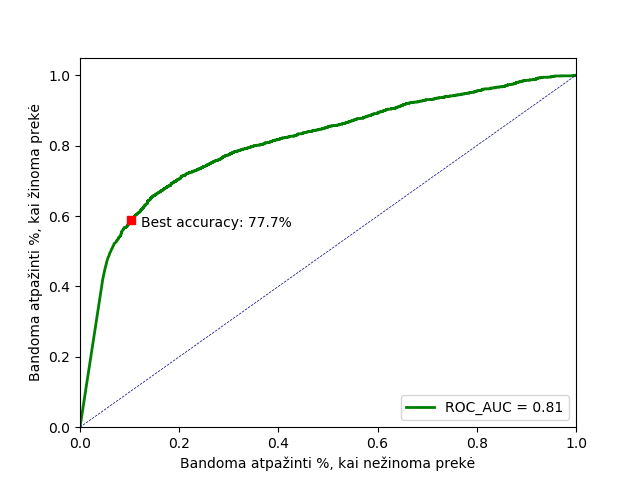 1.0
0.8
0.6
0.4
0.2
0.0
Bandoma atpažinti %, kai žinoma prekė
Best accuracy: 77.7%
ROC_AUC = 0.81
0.0 0.2 0.4 0.6 0.8 1.0
Bandoma atpažinti %, kai nežinoma prekė